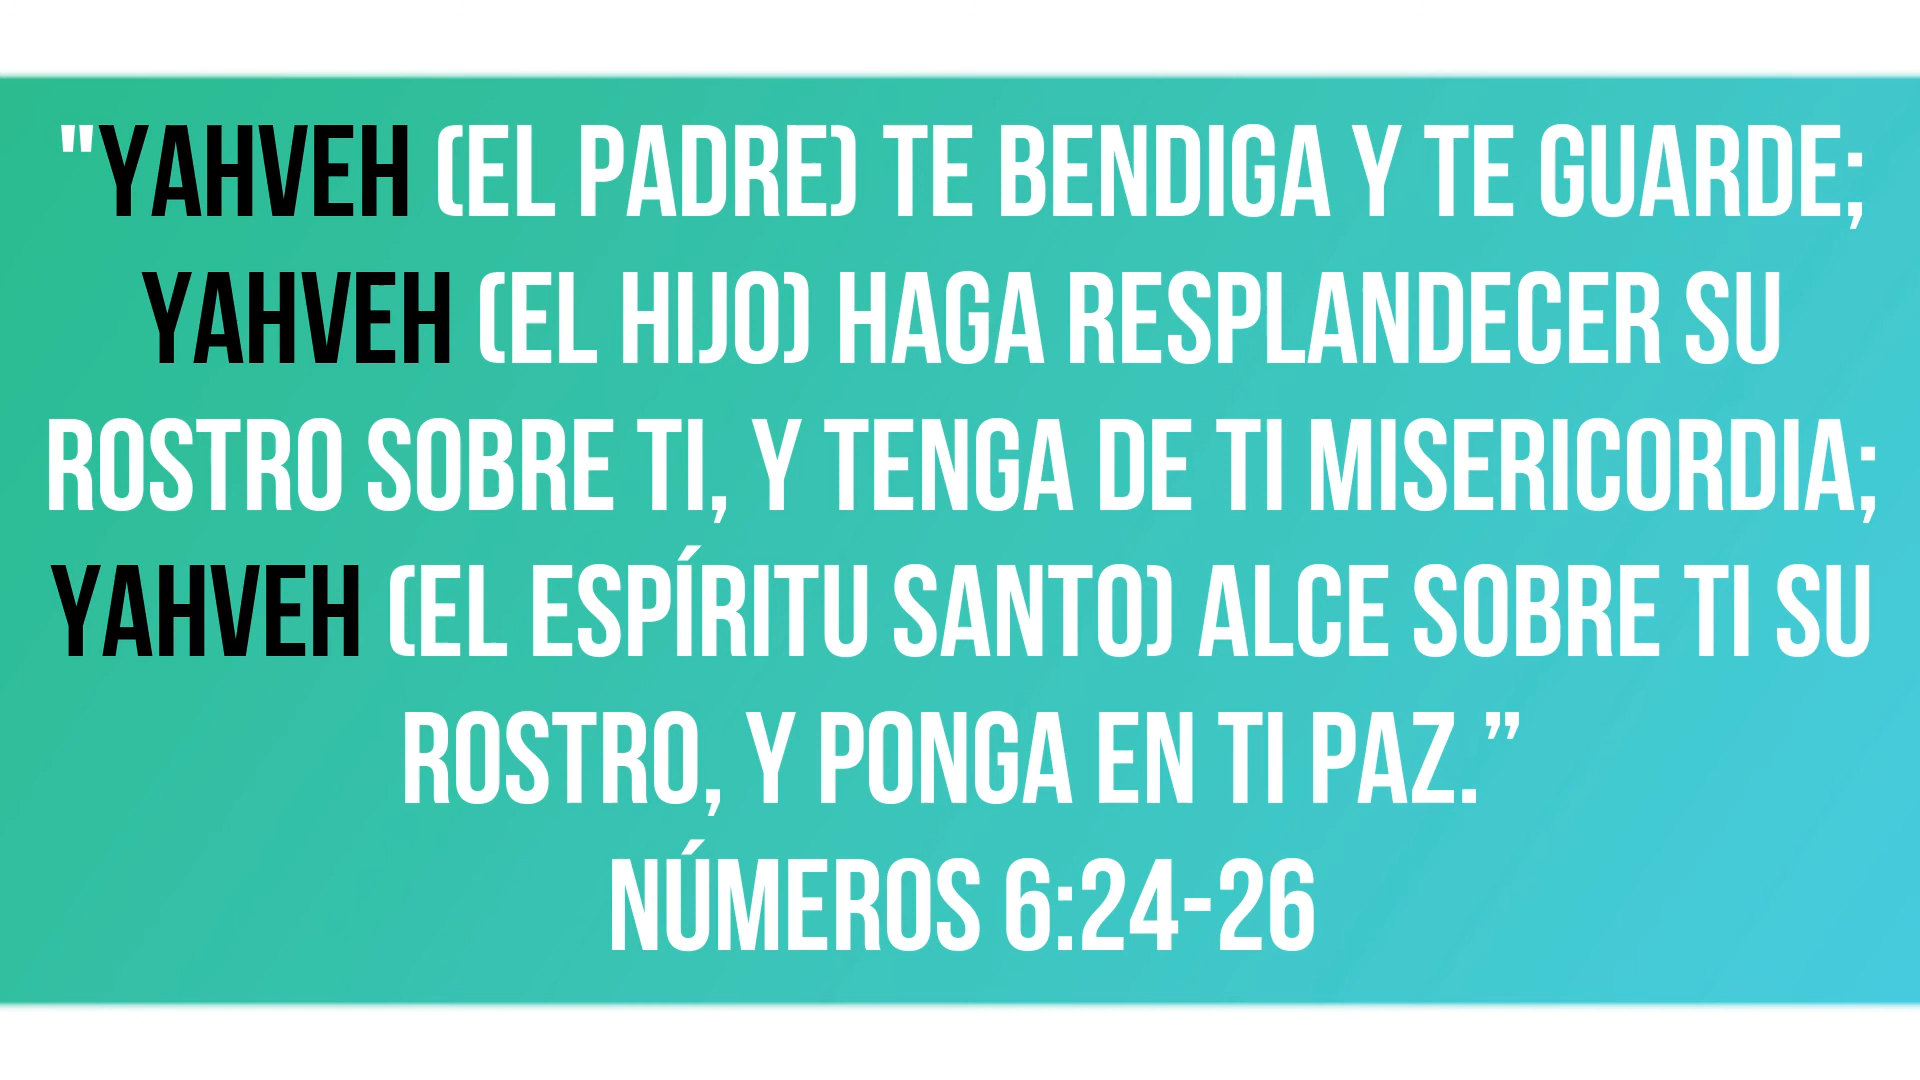 "YAHVEH (EL PADRE) TE BENDIGA Y TE GUARDE;
YAHVEH (EL HIJO) HAGA RESPLANDECER SU
ROSTRO SOBRE TI, Y TENGA DE TI MISERICORDIA;
YAHVEH (EL ESPÍRITU SANTO) ALCE SOBRE TI SU
ROSTRO, Y PONGA EN TI PAZ.”
NÚMEROS 6:24-26